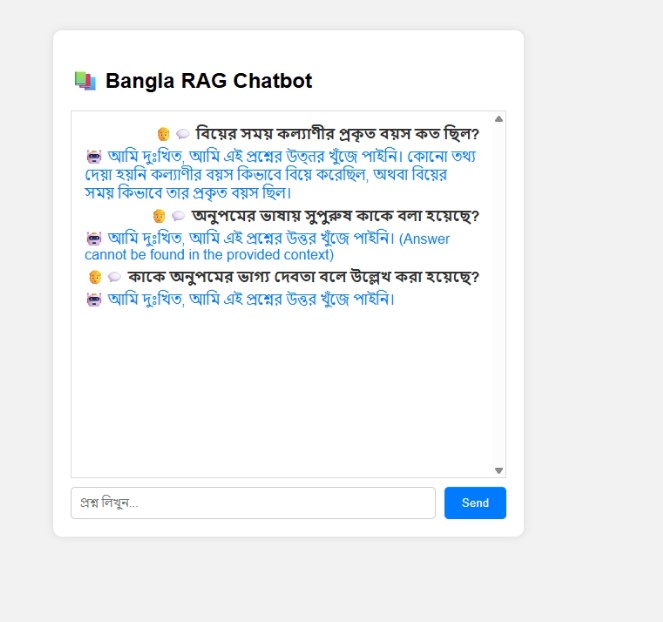 Bangla RAG Chatbot
বিয়ের সময় কল্যাণীর প্রকৃত বয়স কত ছিল?
আমি দুঃখিত, আমি এই প্রশ্নের উত্তর খুঁজে পাইনি। কোনো তথ্য
দেয়া হয়নি কল্যাণীর বয়স কিভাবে বিয়ে করেছিল, অথবা বিয়ের
সময় কিভাবে তার প্রকৃত বয়স ছিল।
অনুপমের ভাষায় সুপুরুষ কাকে বলা হয়েছে?
আমি দুঃখিত, আমি এই প্রশ্নের উত্তর খুঁজে পাইনি। (Answer
cannot be found in the provided context)
কাকে অনুপমের ভাগ্য দেবতা বলে উল্লেখ করা হয়েছে?
আমি দুঃখিত, আমি এই প্রশ্নের উত্তর খুঁজে পাইনি।
প্রশ্ন লিখুন...
Send